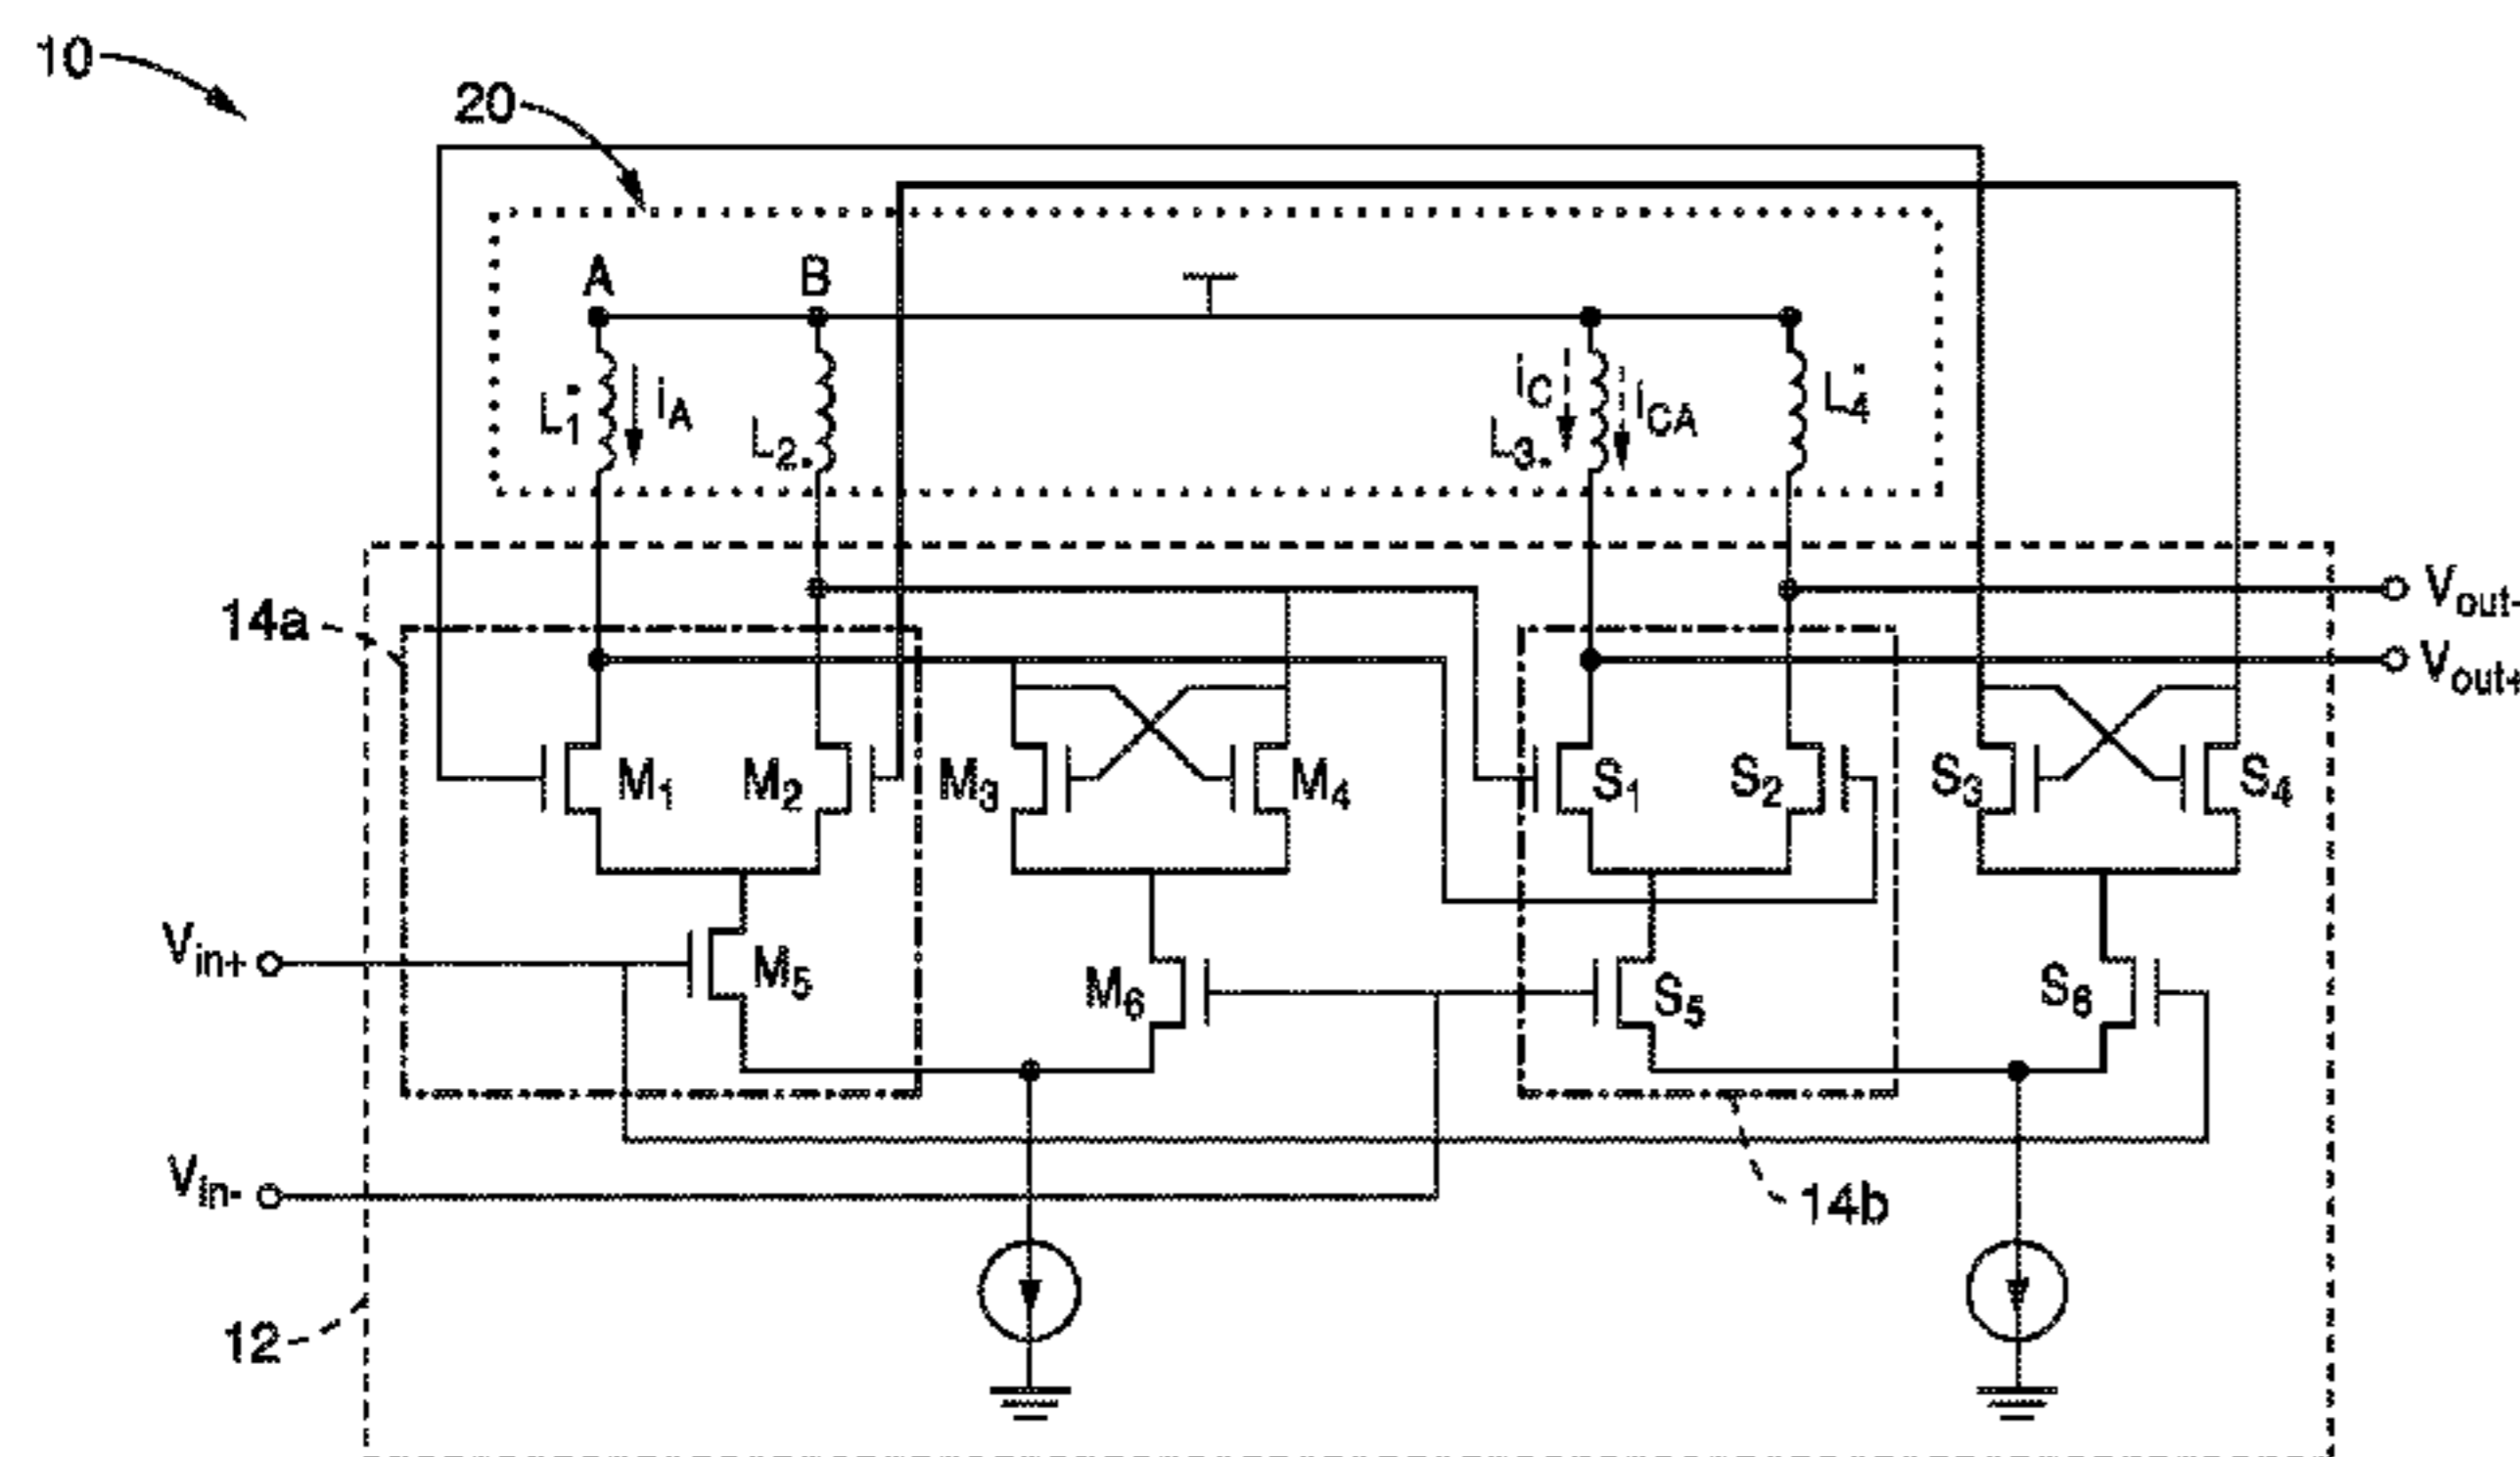 10
20
A B
L1 iA L2 iC L3 iCA L4
Vout-
14a
Vout+
M1 M2 M3 M4 S1 S2 S3 S4
Vin+ M5 M6 S5 S6
Vin- 14b
12